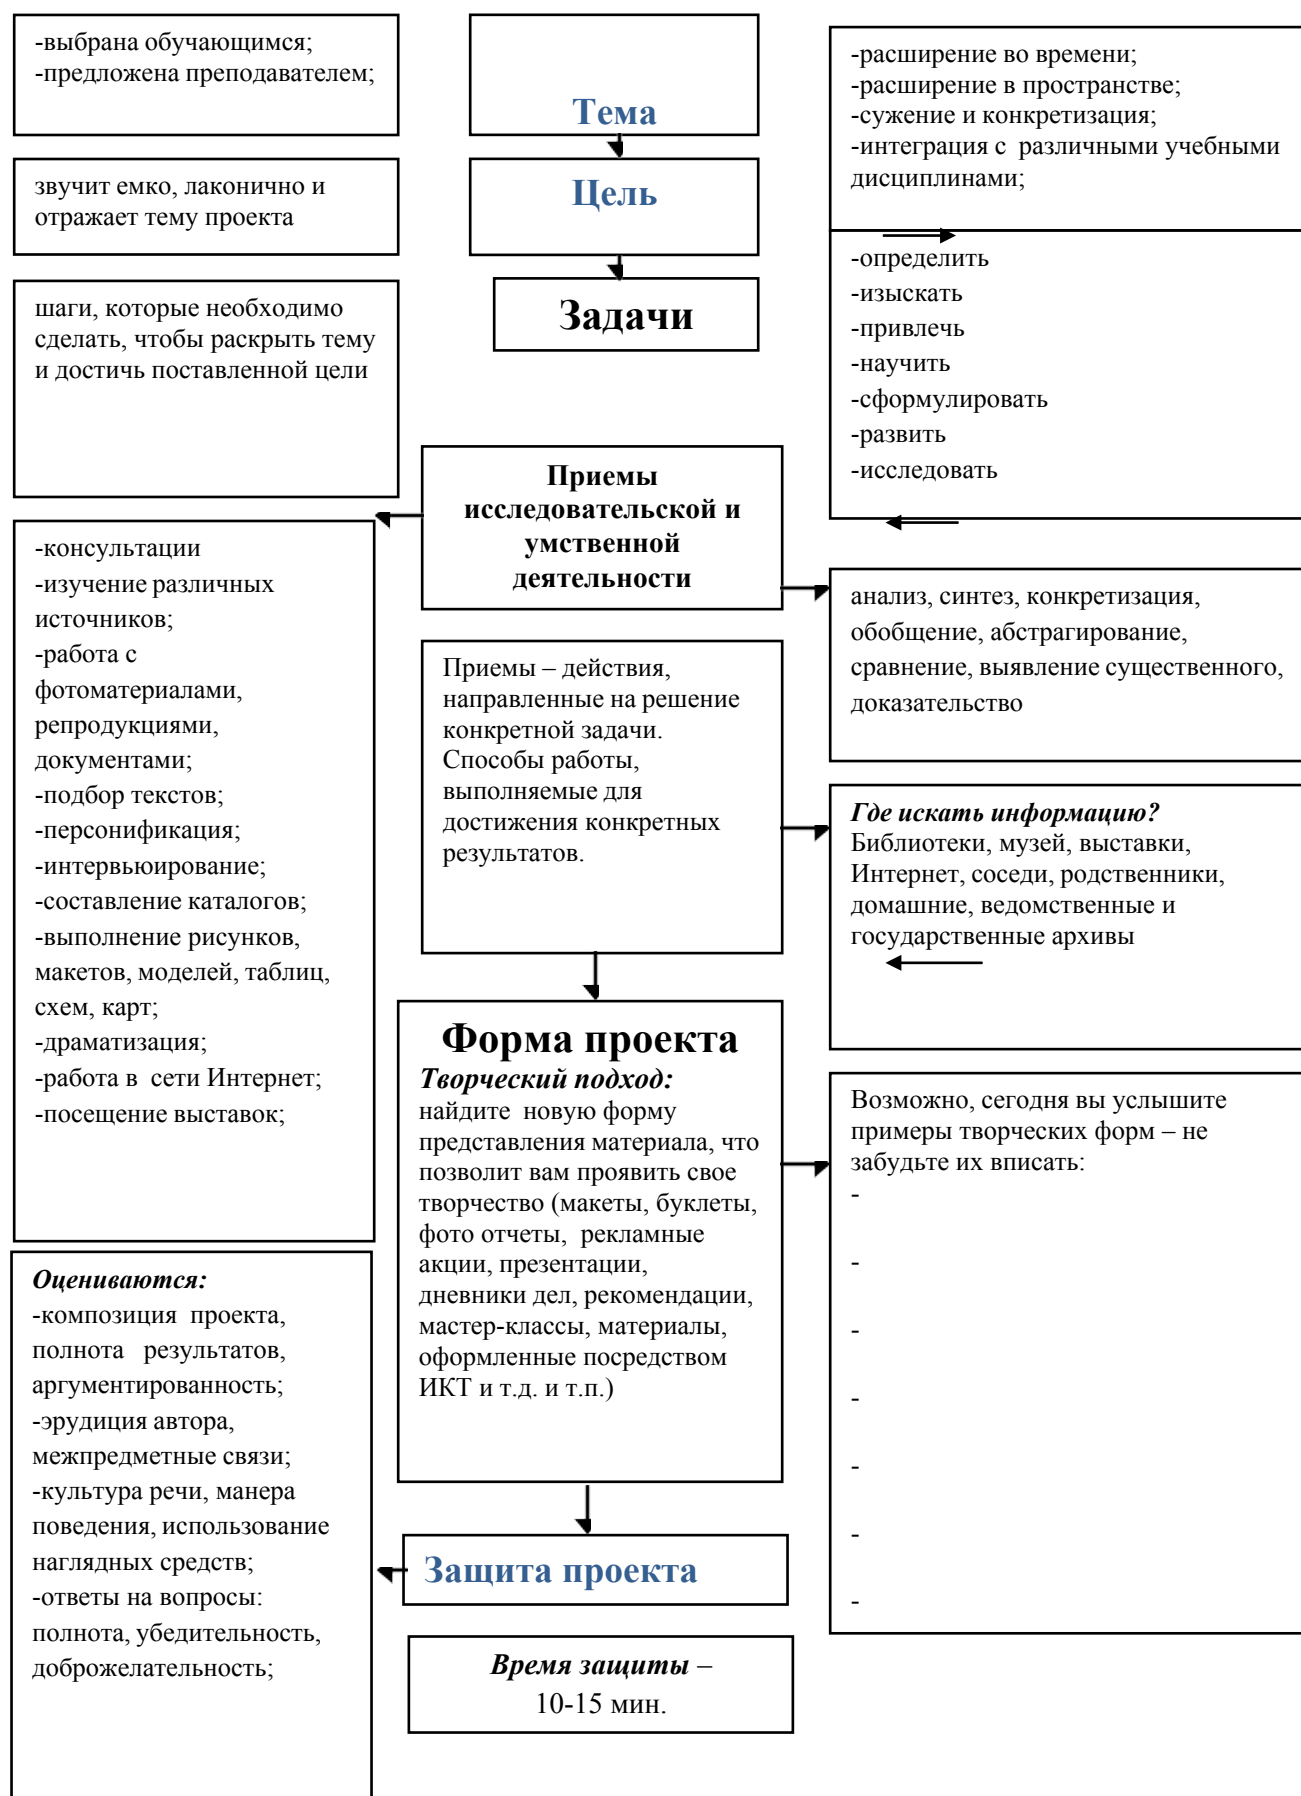 -выбрана обучающимся;
-предложена преподавателем;
Тема
-расширение во времени;
-расширение в пространстве;
-сужение и конкретизация;
-интеграция с различными учебными
дисциплинами;
звучит емко, лаконично и
отражает тему проекта
Цель
-определить
-изыскать
-привлечь
-научить
-сформулировать
-развить
-исследовать
шаги, которые необходимо
сделать, чтобы раскрыть тему
и достичь поставленной цели
Задачи
Приемы
исследовательской и
умственной
деятельности
-консультации
-изучение различных
источников;
-работа с
фотоматериалами,
репродукциями,
документами;
-подбор текстов;
-персонификация;
-интервьюирование;
-составление каталогов;
-выполнение рисунков,
макетов, моделей, таблиц,
схем, карт;
-драматизация;
-работа в сети Интернет;
-посещение выставок;
анализ, синтез, конкретизация,
обобщение, абстрагирование,
сравнение, выявление существенного,
доказательство
Приемы – действия,
направленные на решение
конкретной задачи.
Способы работы,
выполняемые для
достижения конкретных
результатов.
Где искать информацию?
Библиотеки, музей, выставки,
Интернет, соседи, родственники,
домашние, ведомственные и
государственные архивы
Форма проекта
Творческий подход:
найдите новую форму
представления материала, что
позволит вам проявить свое
творчество (макеты, буклеты,
фото отчеты, рекламные
акции, презентации,
дневники дел, рекомендации,
мастер-классы, материалы,
оформленные посредством
ИКТ и т.д. и т.п.)
Возможно, сегодня вы услышите
примеры творческих форм – не
забудьте их вписать:
-
-
-
-
-
-
-
Оцениваются:
-композиция проекта,
полнота результатов,
аргументированность;
-эрудиция автора,
межпредметные связи;
-культура речи, манера
поведения, использование
наглядных средств;
-ответы на вопросы:
полнота, убедительность,
доброжелательность;
Защита проекта
Время защиты –
10-15 мин.